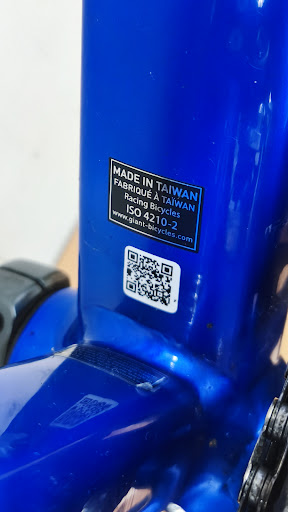 MADE IN TAIWAN
FABRIQUÉ À TAIWAN
Racing Bicycles
ISO 4210-2
www.giant-bicycles.com